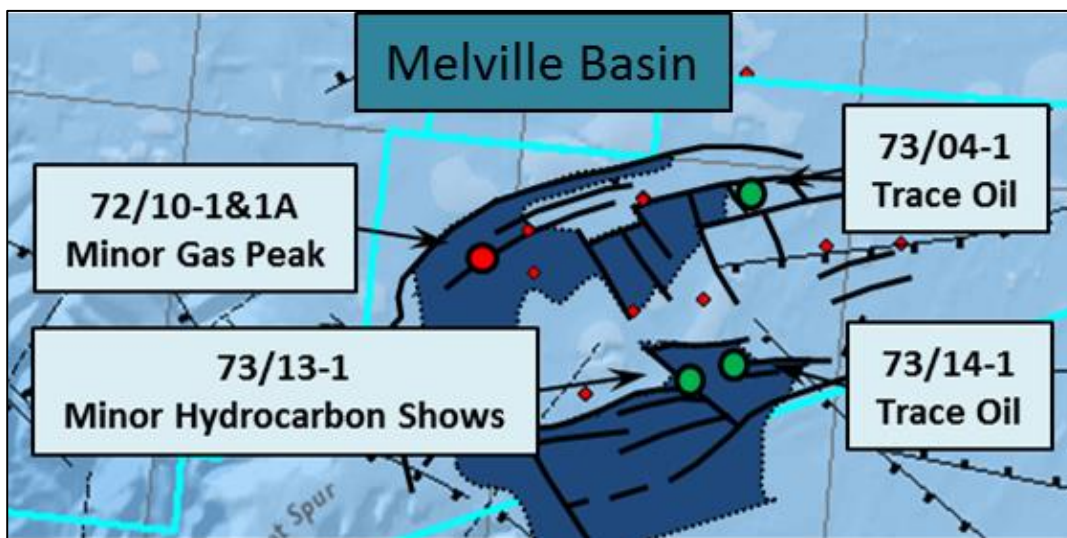 Melville Basin
72/10-1&1A
Minor Gas Peak
73/04-1
Trace Oil
73/13-1
Minor Hydrocarbon Shows
73/14-1
Trace Oil
Spur